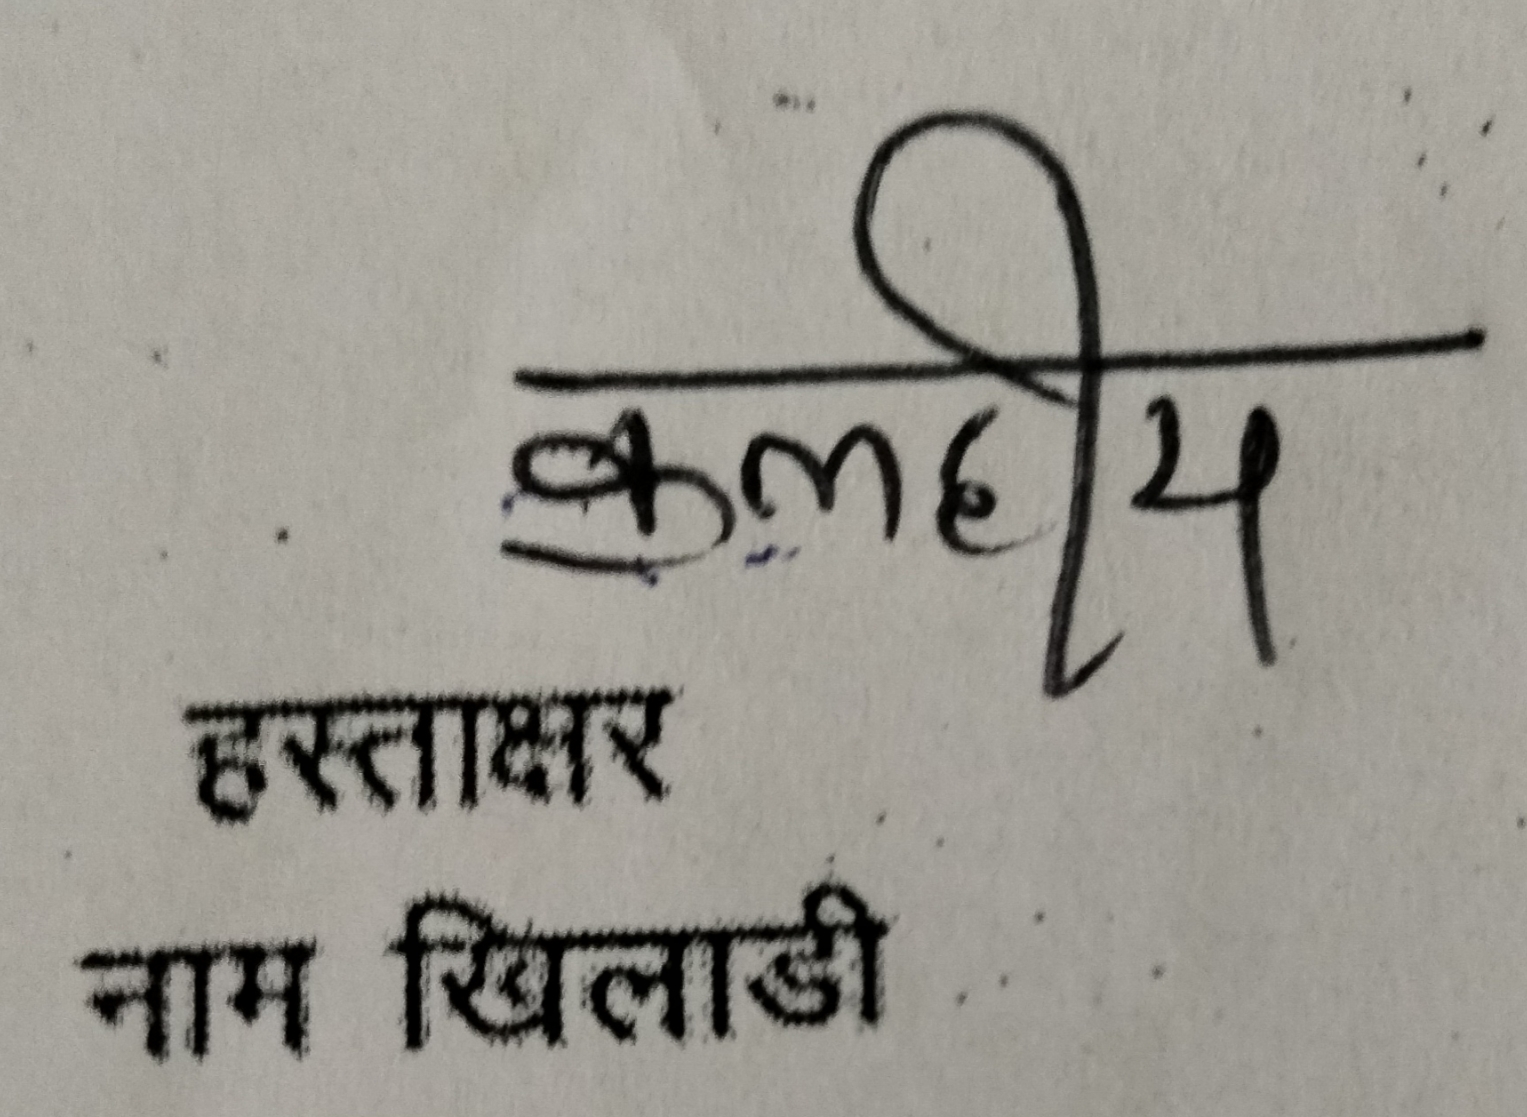 कुलदीप
हस्ताक्षर
नाम खिलाडी